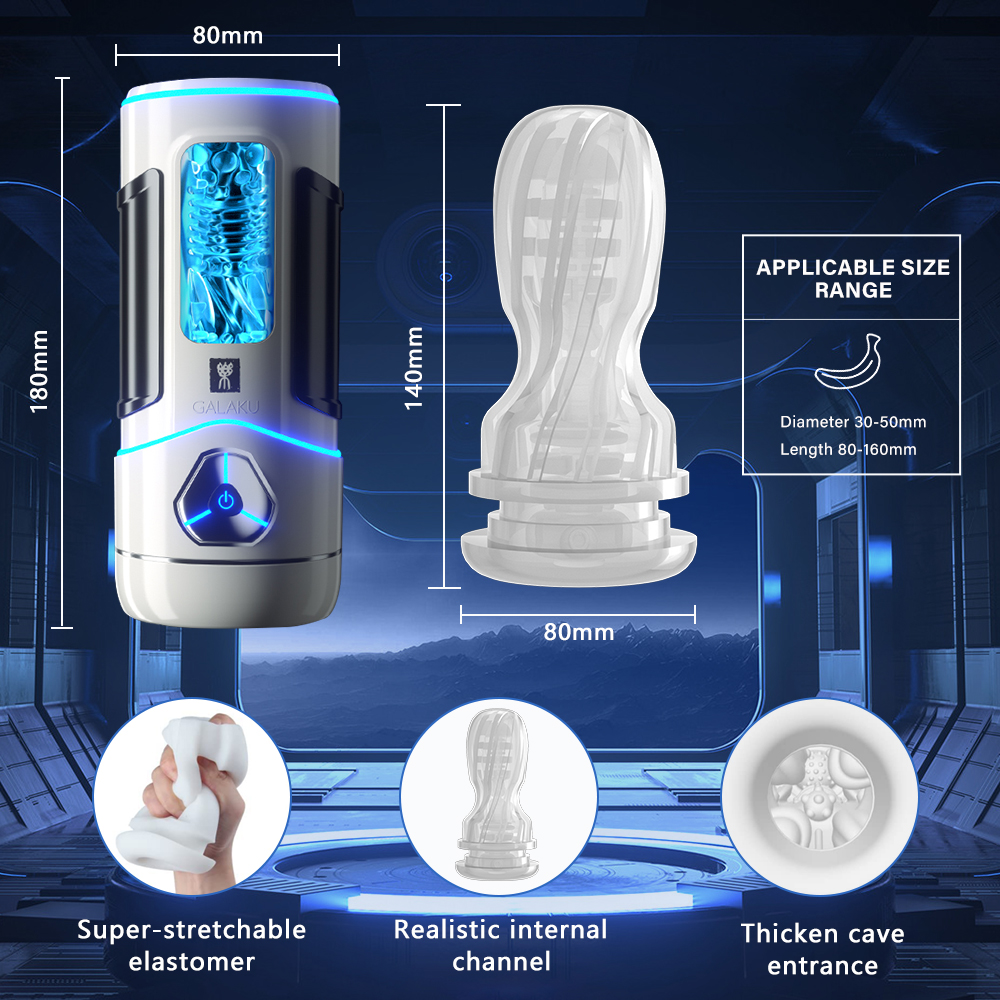 80mm
180mm
140mm
GALAKU
APPLICABLE SIZE
RANGE
Diameter 30-50mm
Length 80-160mm
80mm
Super-stretchable
elastomer
Realistic internal
channel
Thicken cave
entrance